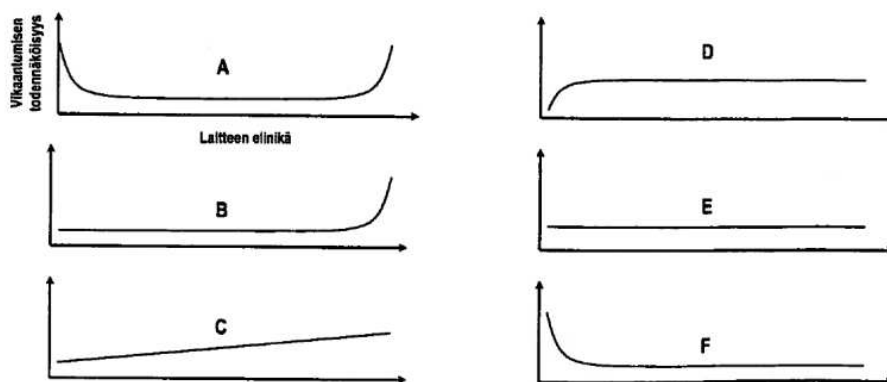 Vikaantumisen
todennäköisyys
A
Laitteen elinikä
B
C
D
E
F